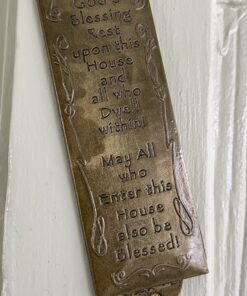 God's
Blessing
Rest
upon this
House
and
all who
Dwell
within!
May All
who
Enter this
House
also be
Blessed!